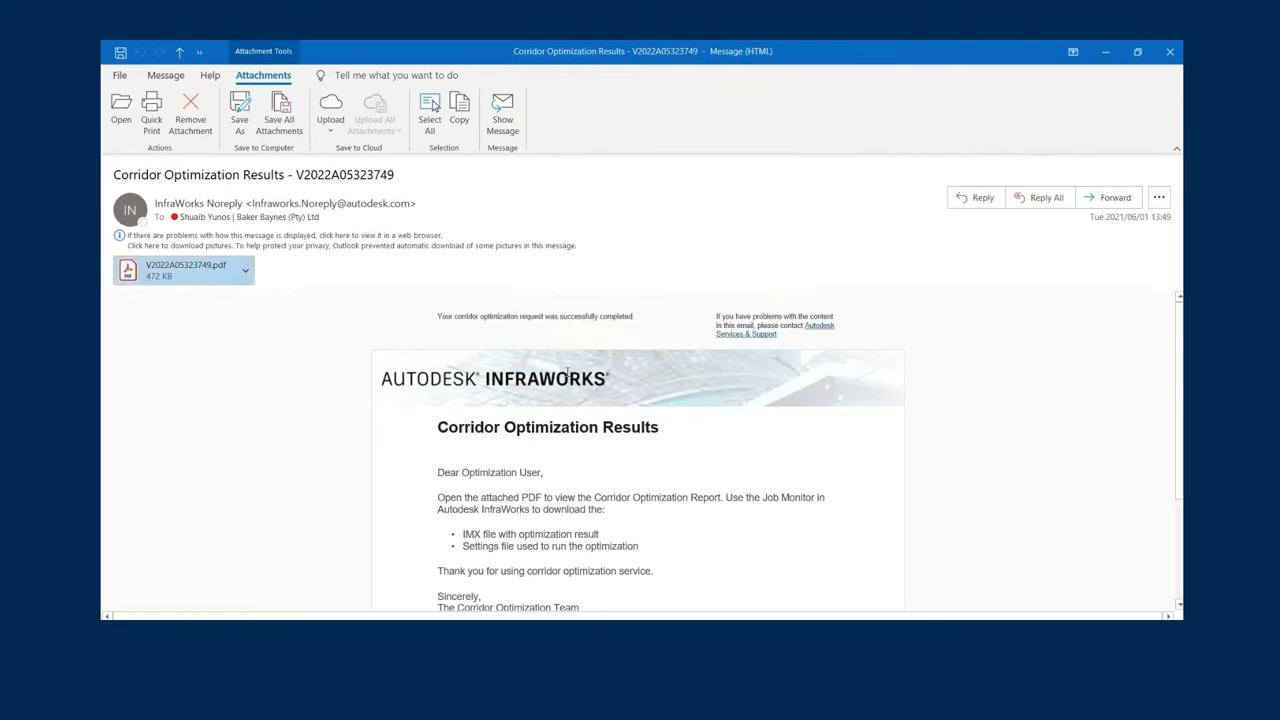 Attachment Tools
Corridor Optimization Results - V2022A05323749 - Message (HTML)
File Message Help Attachments Tell me what you want to do
Open Quick Print Remove Attachment Save As Save All Attachments Upload Upload All Attachments Select All Copy Show Message
Actions Save to Computer Save to Cloud Selection Message
Corridor Optimization Results - V2022A05323749
IN
InfraWorks Noreply <Infraworks.Noreply@autodesk.com>
To Shuaib Yunos | Baker Baynes (Pty) Ltd
Reply Reply All Forward
Tue 2021/06/01 13:49
If there are problems with how this message is displayed, click here to view it in a web browser.
Click here to download pictures. To help protect your privacy, Outlook prevented automatic download of some pictures in this message.
PDF
V2022A05323749.pdf
472 KB
Your corridor optimization request was successfully completed.
If you have problems with the content
in this email, please contact Autodesk
Services & Support
AUTODESK® INFRAWORKS®
Corridor Optimization Results
Dear Optimization User,
Open the attached PDF to view the Corridor Optimization Report. Use the Job Monitor in
Autodesk InfraWorks to download the:
• IMX file with optimization result
• Settings file used to run the optimization
Thank you for using corridor optimization service.
Sincerely,
The Corridor Optimization Team